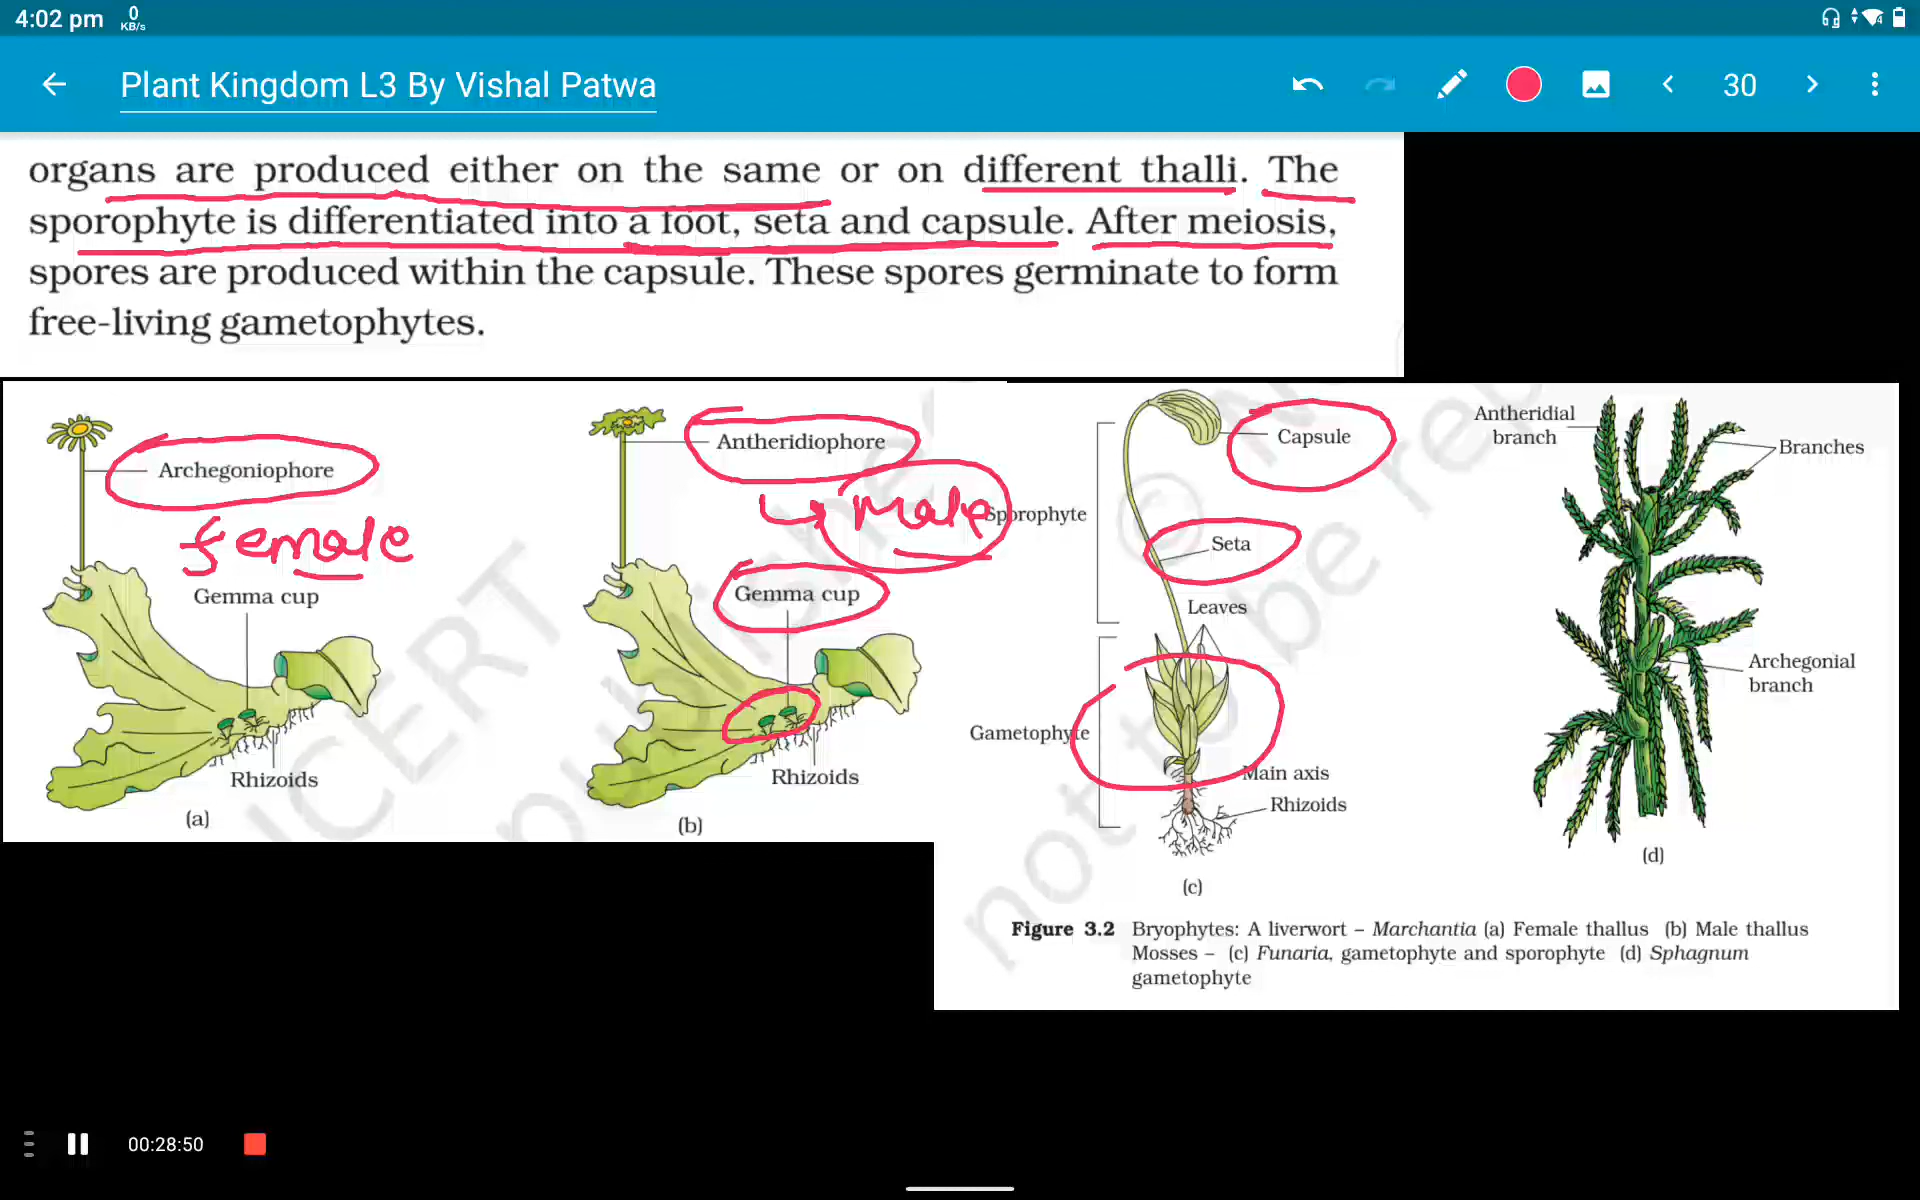 4:02 pm 0 KB/s
Plant Kingdom L3 By Vishal Patwa
30
organs are produced either on the same or on different thalli. The
sporophyte is differentiated into a foot, seta and capsule. After meiosis,
spores are produced within the capsule. These spores germinate to form
free-living gametophytes.
Archegoniophore
female
Gemma cup
Rhizoids
(a)
Antheridiophore
male
Gemma cup
Rhizoids
(b)
Capsule
Sporophyte
Seta
Leaves
Gametophyte
Main axis
Rhizoids
(c)
Antheridial
branch
Branches
Archegonial
branch
(d)
Figure 3.2 Bryophytes: A liverwort – Marchantia (a) Female thallus (b) Male thallus
Mosses – (c) Funaria, gametophyte and sporophyte (d) Sphagnum
gametophyte
00:28:50